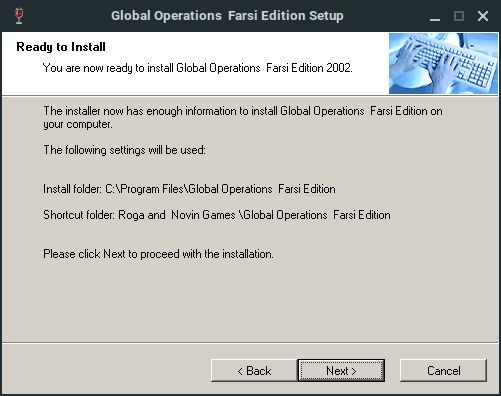 Global Operations  Farsi Edition Setup
Ready to Install
You are now ready to install Global Operations  Farsi Edition 2002.
The installer now has enough information to install Global Operations  Farsi Edition on
your computer.
The following settings will be used:
Install folder: C:\Program Files\Global Operations  Farsi Edition
Shortcut folder: Roga and  Novin Games \Global Operations  Farsi Edition
Please click Next to proceed with the installation.
< Back
Next >
Cancel